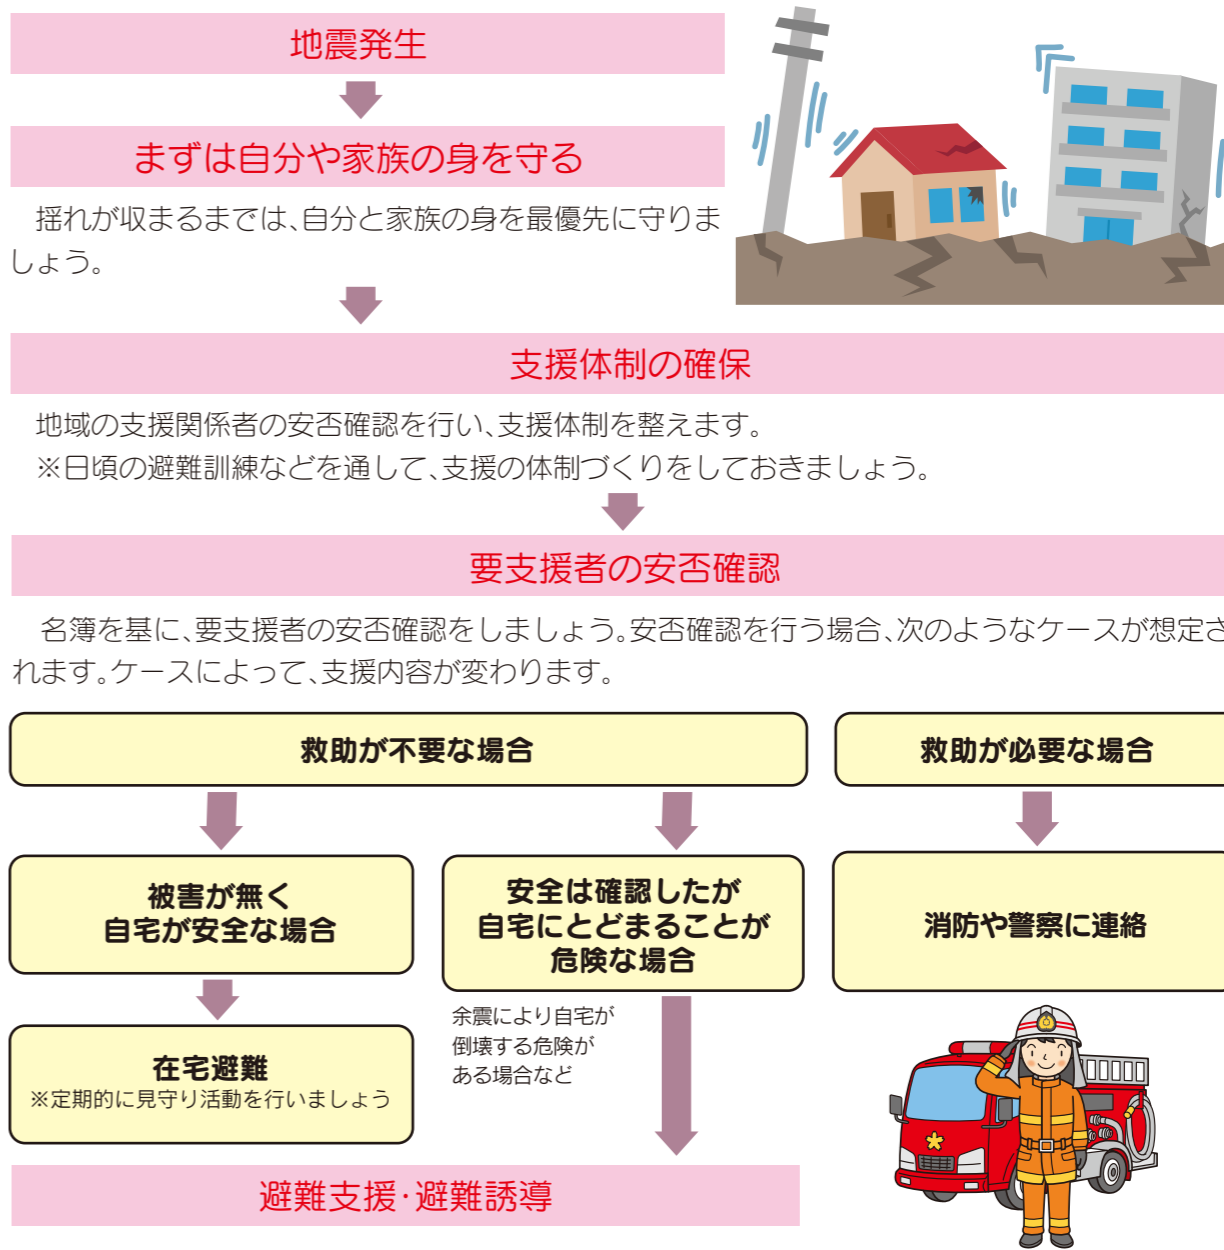 地震発生
まずは自分や家族の身を守る
揺れが収まるまでは、自分と家族の身を最優先に守りま
しょう。
支援体制の確保
地域の支援関係者の安否確認を行い、支援体制を整えます。
※日頃の避難訓練などを通して、支援の体制づくりをしておきましょう。
要支援者の安否確認
名簿を基に、要支援者の安否確認をしましょう。安否確認を行う場合、次のようなケースが想定さ
れます。ケースによって、支援内容が変わります。
救助が不要な場合
救助が必要な場合
被害が無く
自宅が安全な場合
安全は確認したが
自宅にとどまることが
危険な場合
消防や警察に連絡
余震により自宅が
倒壊する危険が
ある場合など
在宅避難
※定期的に見守り活動を行いましょう
避難支援・避難誘導